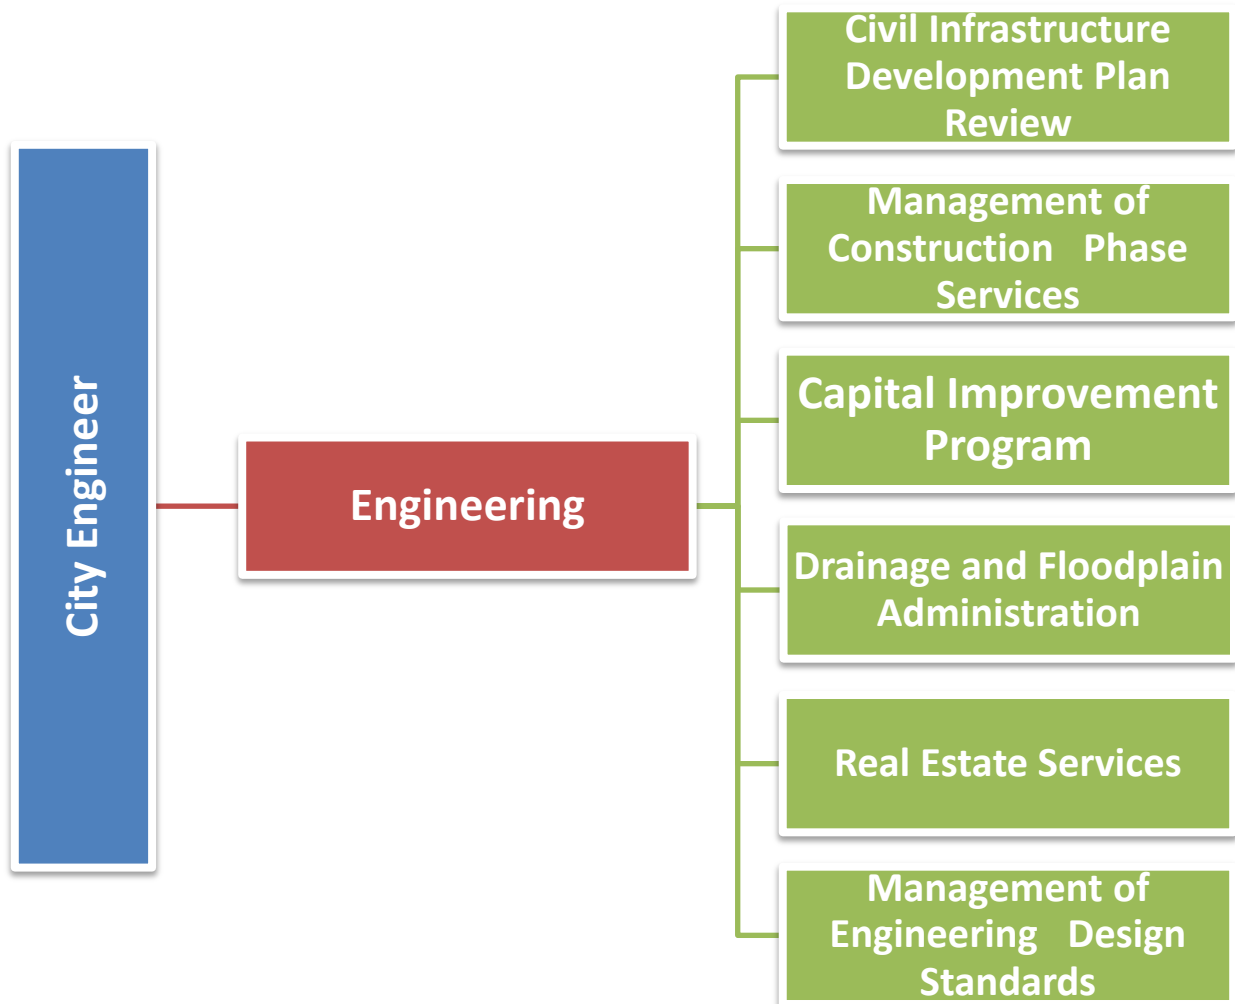 City Engineer
Engineering
Civil Infrastructure
Development Plan
Review
Management of
Construction Phase
Services
Capital Improvement
Program
Drainage and Floodplain
Administration
Real Estate Services
Management of
Engineering Design
Standards